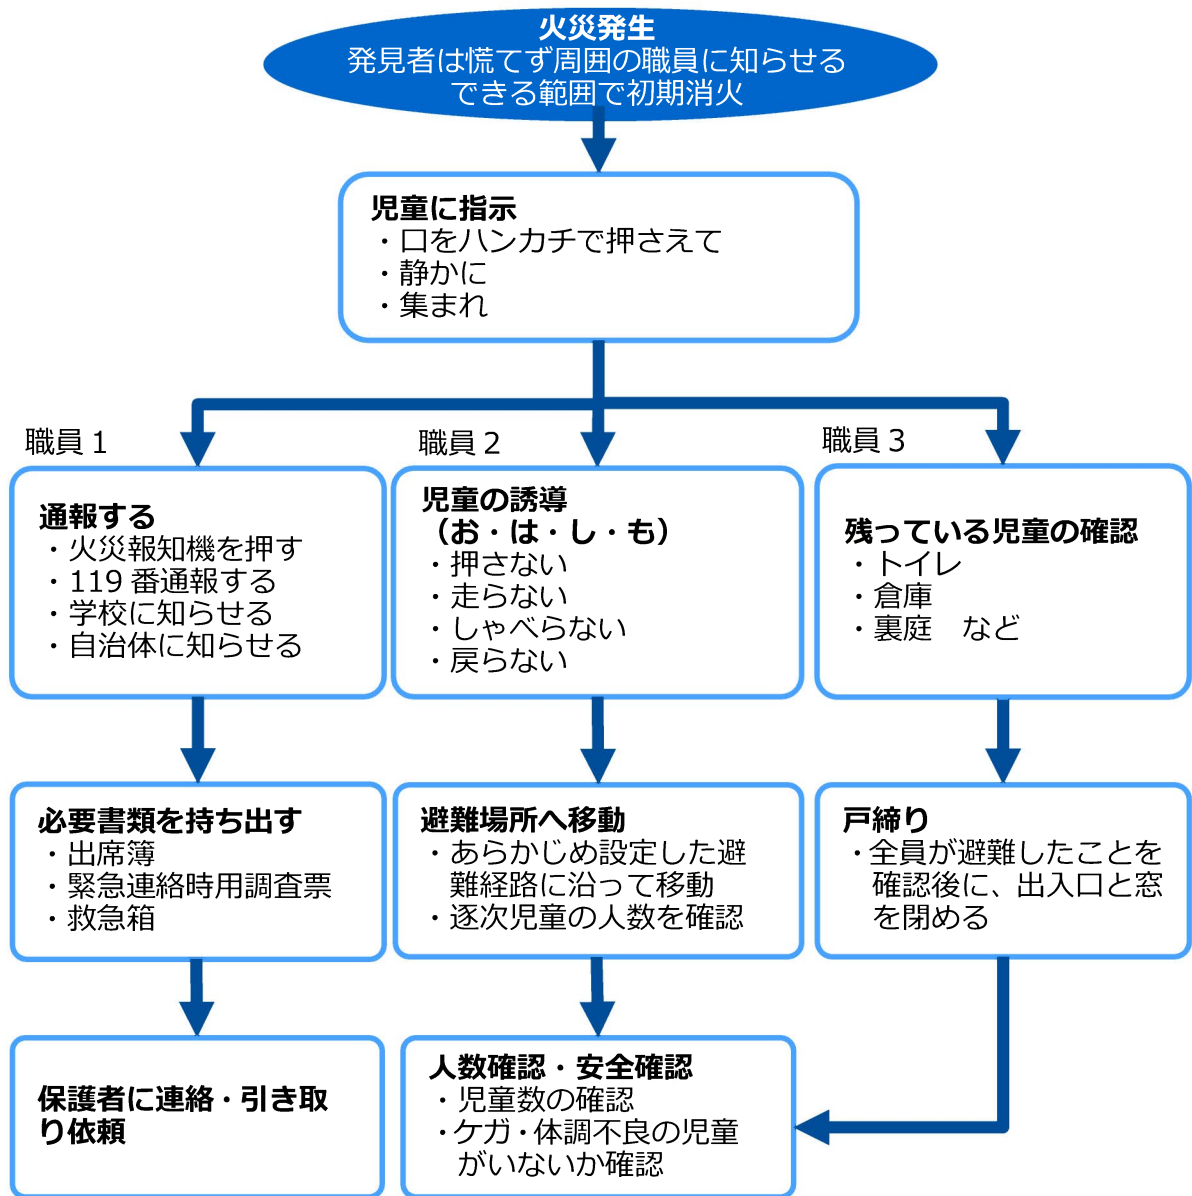 火災発生
発見者は慌てず周囲の職員に知らせる
できる範囲で初期消火
児童に指示
・口をハンカチで押さえて
・静かに
・集まれ
職員1
通報する
・火災報知機を押す
・119番通報する
・学校に知らせる
・自治体に知らせる
職員2
児童の誘導
(お・は・し・も)
・押さない
・走らない
・しゃべらない
・戻らない
職員3
残っている児童の確認
・トイレ
・倉庫
・裏庭　など
必要書類を持ち出す
・出席簿
・緊急連絡時用調査票
・救急箱
避難場所へ移動
・あらかじめ設定した避
難経路に沿って移動
・逐次児童の人数を確認
戸締り
・全員が避難したことを
確認後に、出入口と窓
を閉める
保護者に連絡・引き取
り依頼
人数確認・安全確認
・児童数の確認
・ケガ・体調不良の児童
がいないか確認